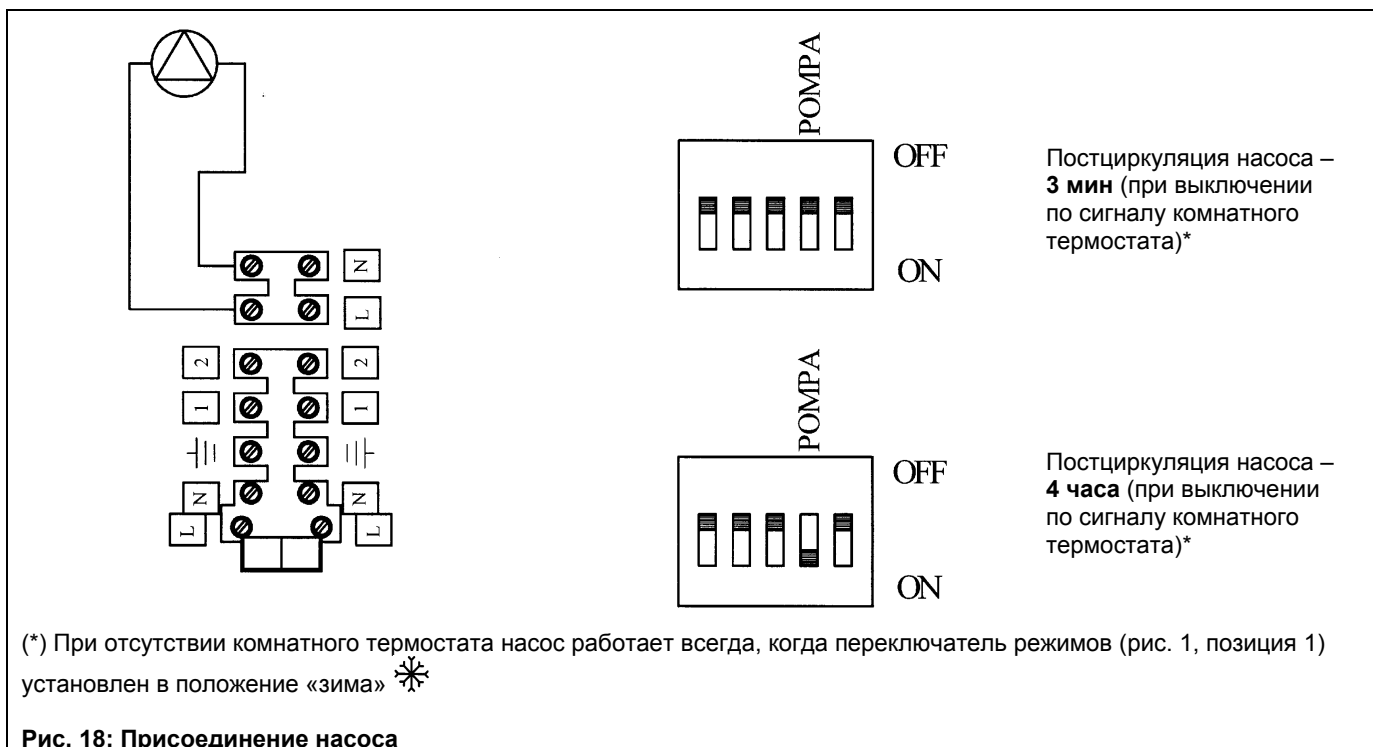 POMPA
OFF
ON
Постциркуляция насоса –
3 мин (при выключении
по сигналу комнатного
термостата)*
N
L
2 2
1 1
N N
L L
POMPA
OFF
ON
Постциркуляция насоса –
4 часа (при выключении
по сигналу комнатного
термостата)*
(*) При отсутствии комнатного термостата насос работает всегда, когда переключатель режимов (рис. 1, позиция 1)
установлен в положение «зима»
Рис. 18: Присоединение насоса